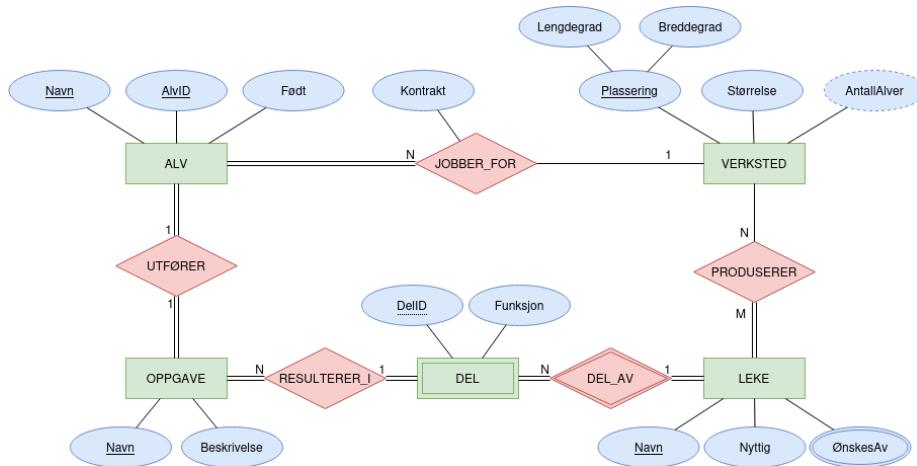 Lengdegrad
Breddegrad
Navn
AlvID
Født
Kontrakt
Plassering
Størrelse
AntallAlver
ALV
N
JOBBER_FOR
1
VERKSTED
1
UTFØRER
1
N
PRODUSERER
M
DelID
Funksjon
OPPGAVE
N
RESULTERER_I
1
DEL
N
DEL_AV
1
LEKE
Navn
Beskrivelse
Navn
Nyttig
ØnskesAv